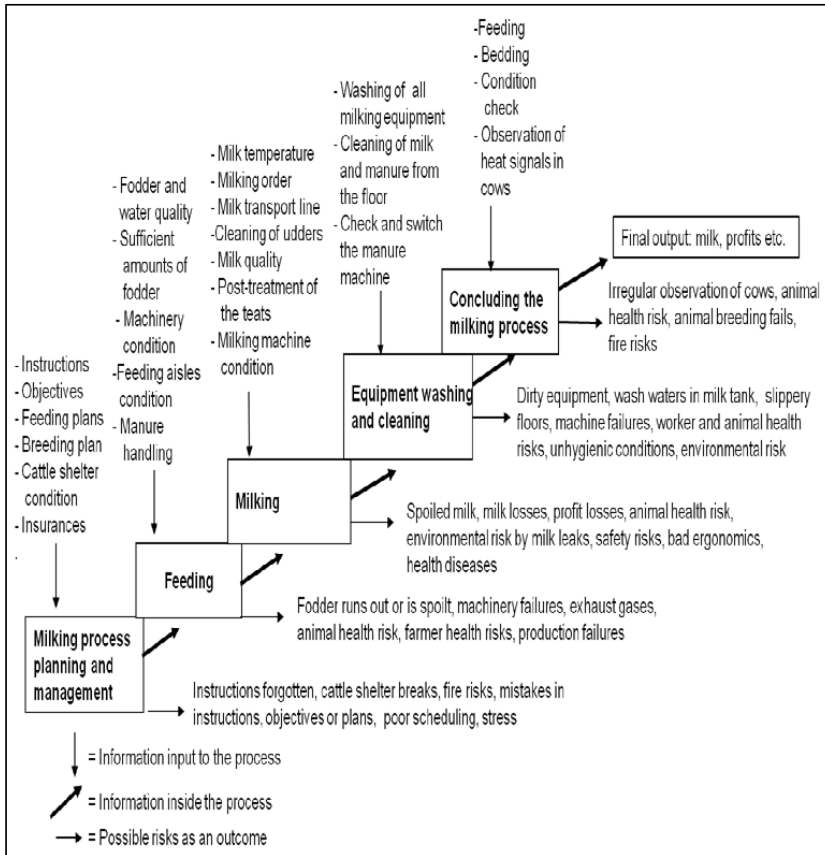 -Feeding
- Bedding
- Condition
check
- Observation of
heat signals in
cows
- Washing of all
milking equipment
- Cleaning of milk
and manure from
the floor
- Check and switch
the manure
machine
- Milk temperature
- Milking order
- Milk transport line
-Cleaning of udders
- Milk quality
- Post-treatment of
the teats
- Milking machine
condition
- Fodder and
water quality
- Sufficient
amounts of
fodder
- Machinery
condition
-Feeding aisles
condition
- Manure
handling
-Instructions
- Objectives
- Feeding plans
-Breeding plan
- Cattle shelter
condition
- Insurances
.
Final output: milk, profits etc.
Concluding the
milking process
Irregular observation of cows, animal
health risk, animal breeding fails,
fire risks
Equipment washing
and cleaning
Dirty equipment, wash waters in milk tank, slippery
floors, machine failures, worker and animal health
risks, unhygienic conditions, environmental risk
Milking
Spoiled milk, milk losses, profit losses, animal health risk,
environmental risk by milk leaks, safety risks, bad ergonomics,
health diseases
Feeding
Fodder runs out or is spoilt, machinery failures, exhaust gases,
animal health risk, farmer health risks, production failures
Milking process
planning and
management
Instructions forgotten, cattle shelter breaks, fire risks, mistakes in
instructions, objectives or plans, poor scheduling, stress
= Information input to the process
= Information inside the process
= Possible risks as an outcome